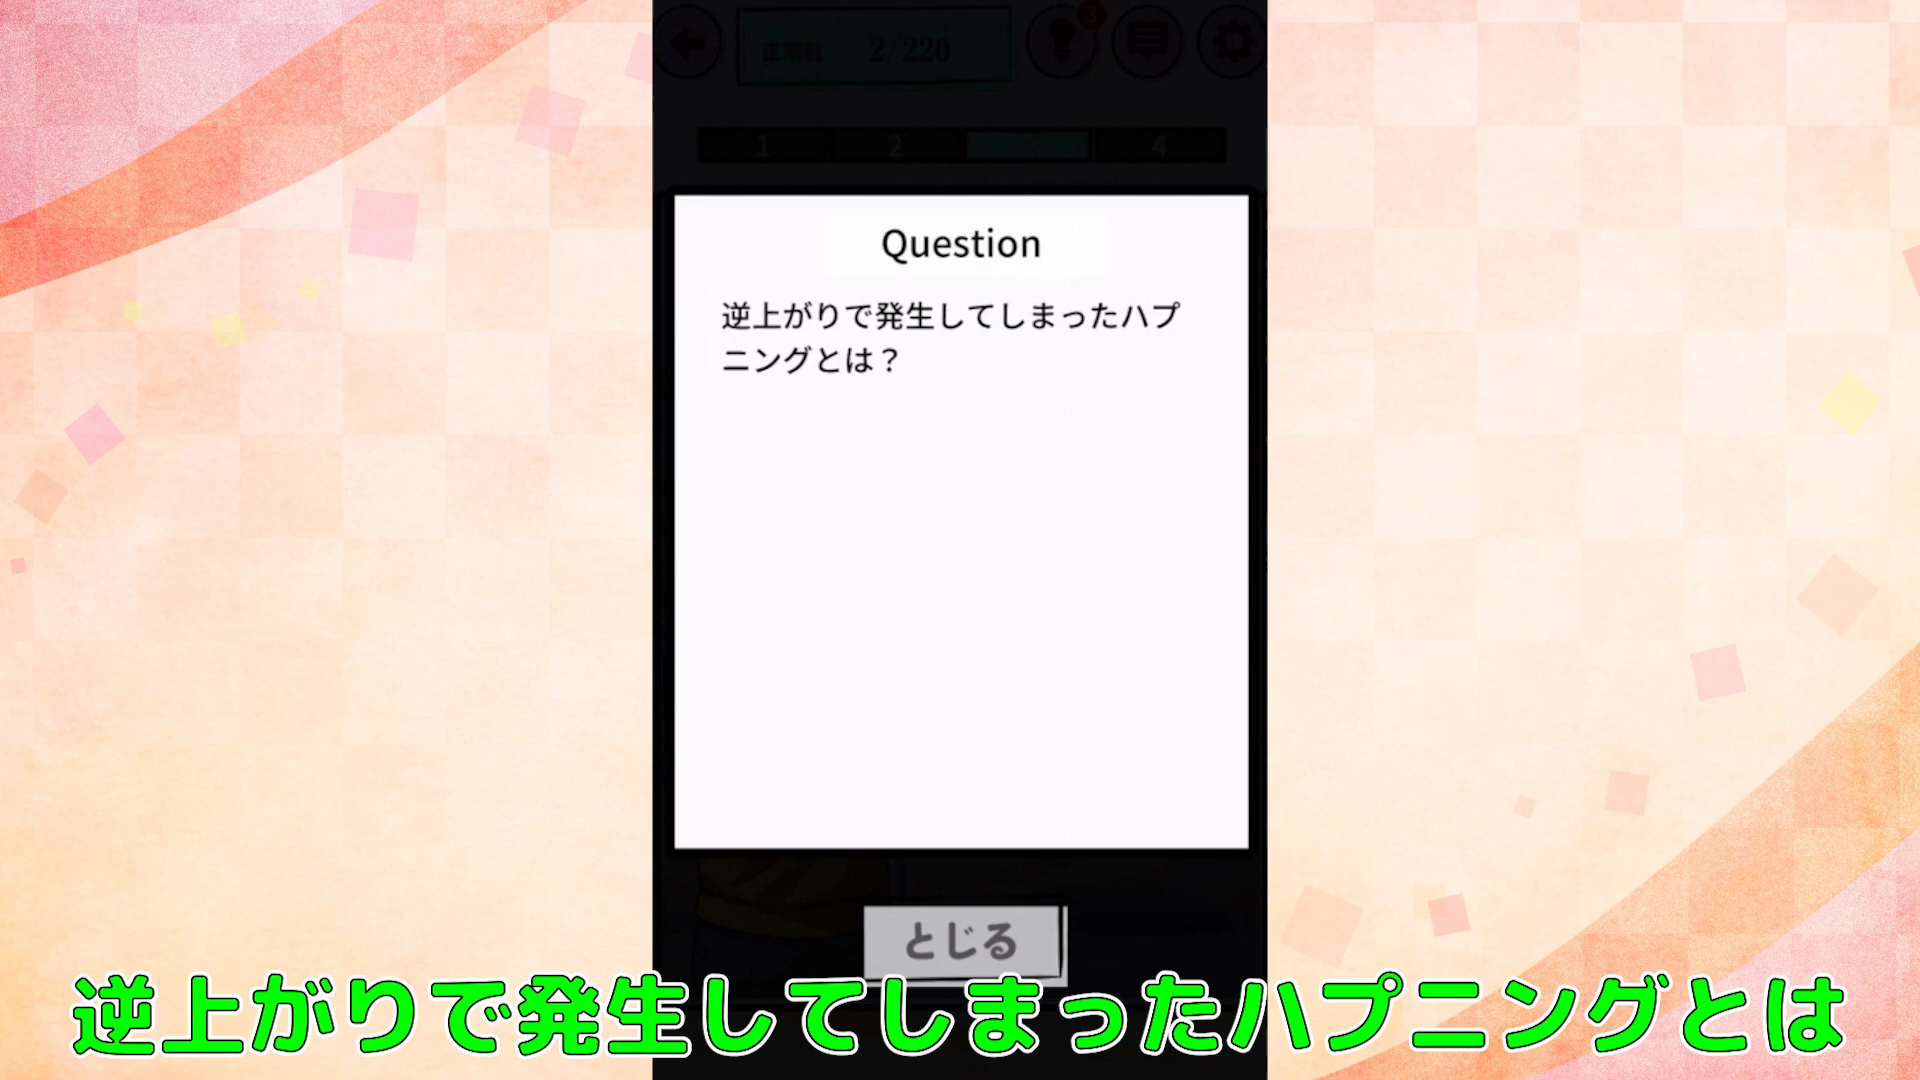 正解数 2/220
3
1 2 4
Question
逆上がりで発生してしまったハプ
ニングとは？
とじる
逆上がりで発生してしまったハプニングとは